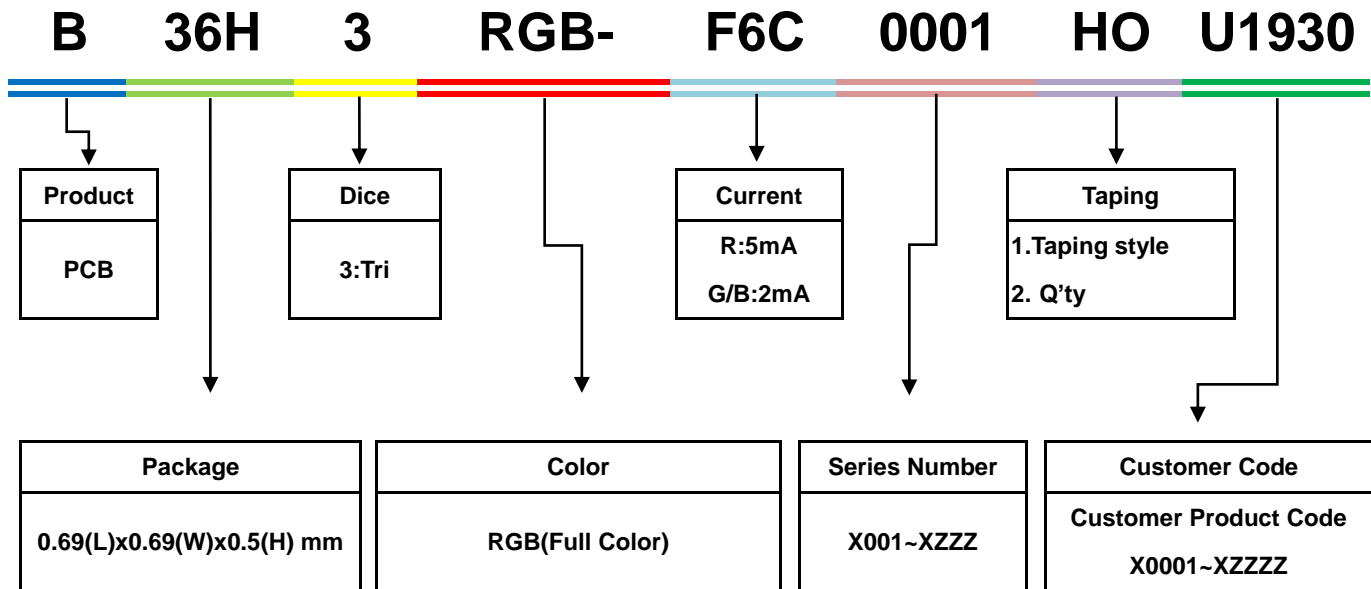 B 36H 3 RGB- F6C 0001 HO U1930
Product
PCB
Dice
3:Tri
Current
R:5mA
G/B:2mA
Taping
1.Taping style
2. Q’ty
Package
0.69(L)x0.69(W)x0.5(H) mm
Color
RGB(Full Color)
Series Number
X001~XZZZ
Customer Code
Customer Product Code
X0001~XZZZZ